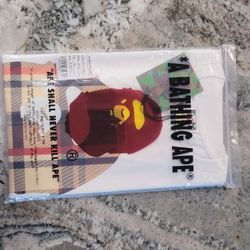 *A BATHING APE®
"APE SHALL NEVER KILL APE"
®